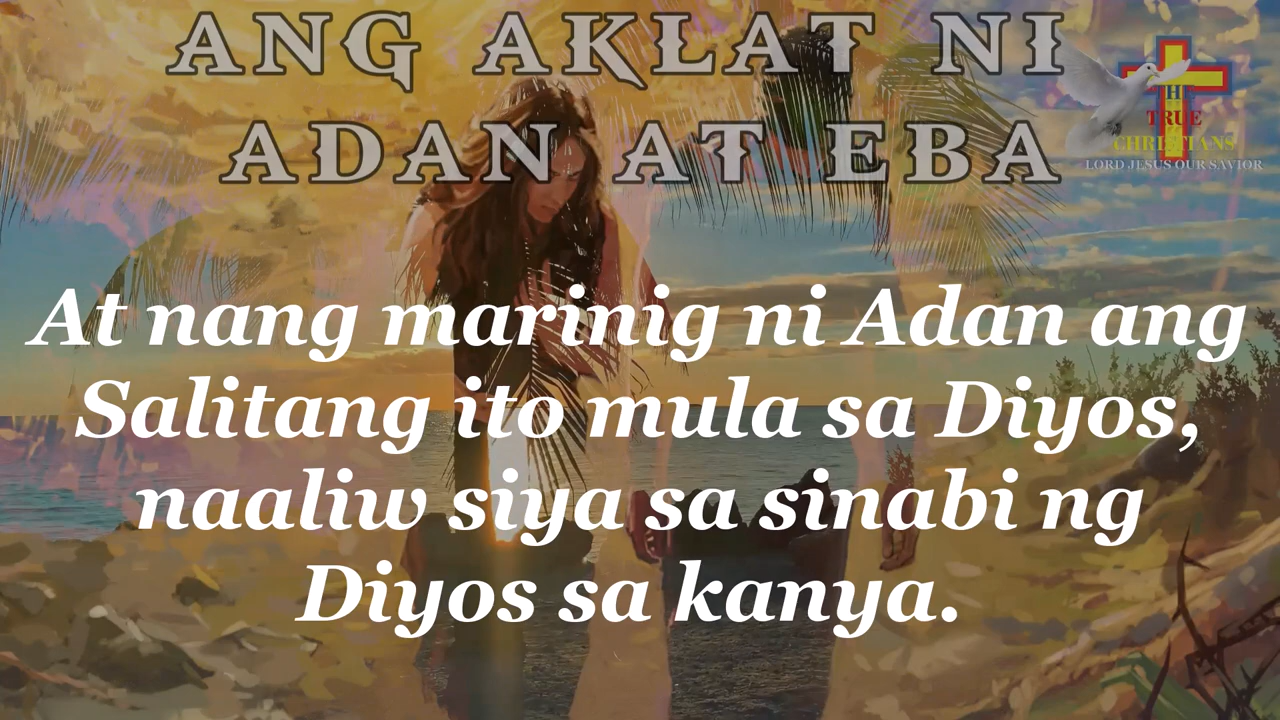 ANG AKLAT NI
ADAN AT EBA
THE
TRUE
CHRISTIANS
LORD JESUS OUR SAVIOR
At nang marinig ni Adan ang
Salitang ito mula sa Diyos,
naaliw siya sa sinabi ng
Diyos sa kanya.